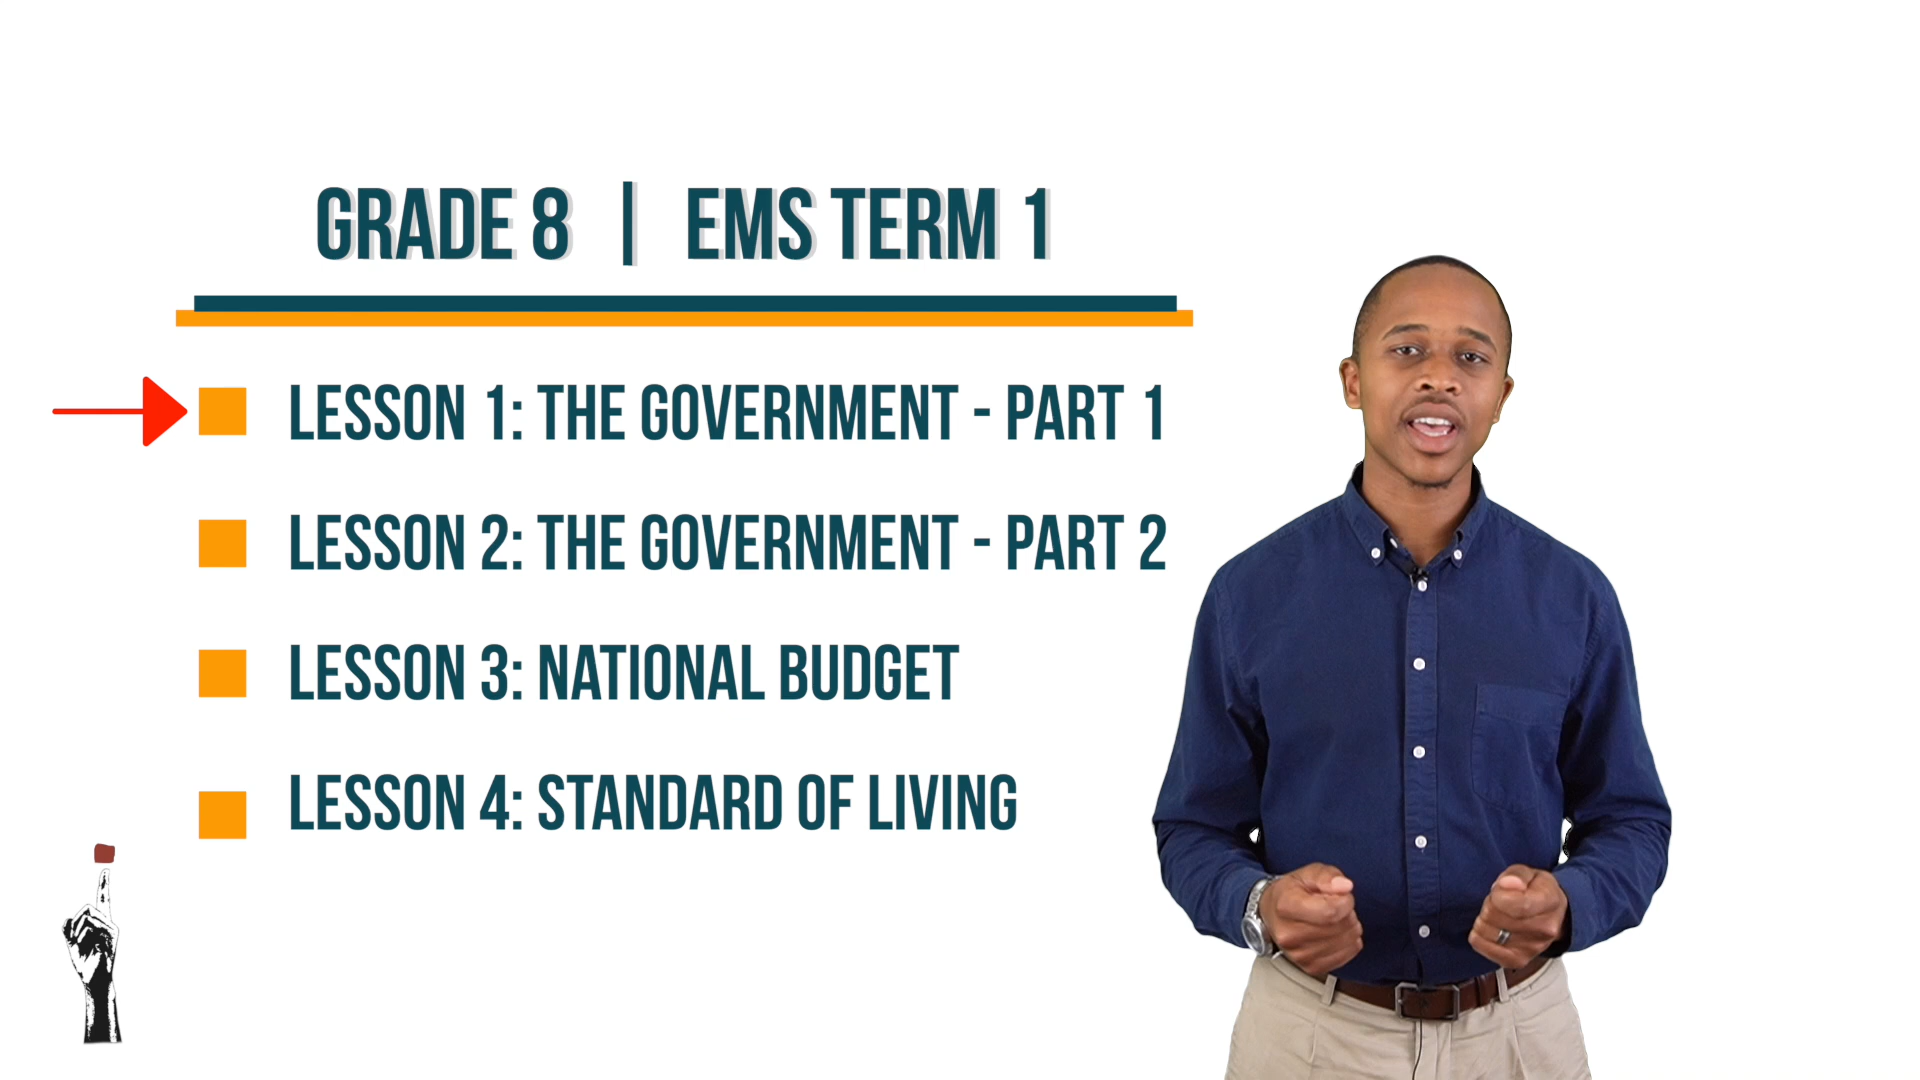 GRADE 8 | EMS TERM 1
LESSON 1: THE GOVERNMENT - PART 1
LESSON 2: THE GOVERNMENT - PART 2
LESSON 3: NATIONAL BUDGET
LESSON 4: STANDARD OF LIVING